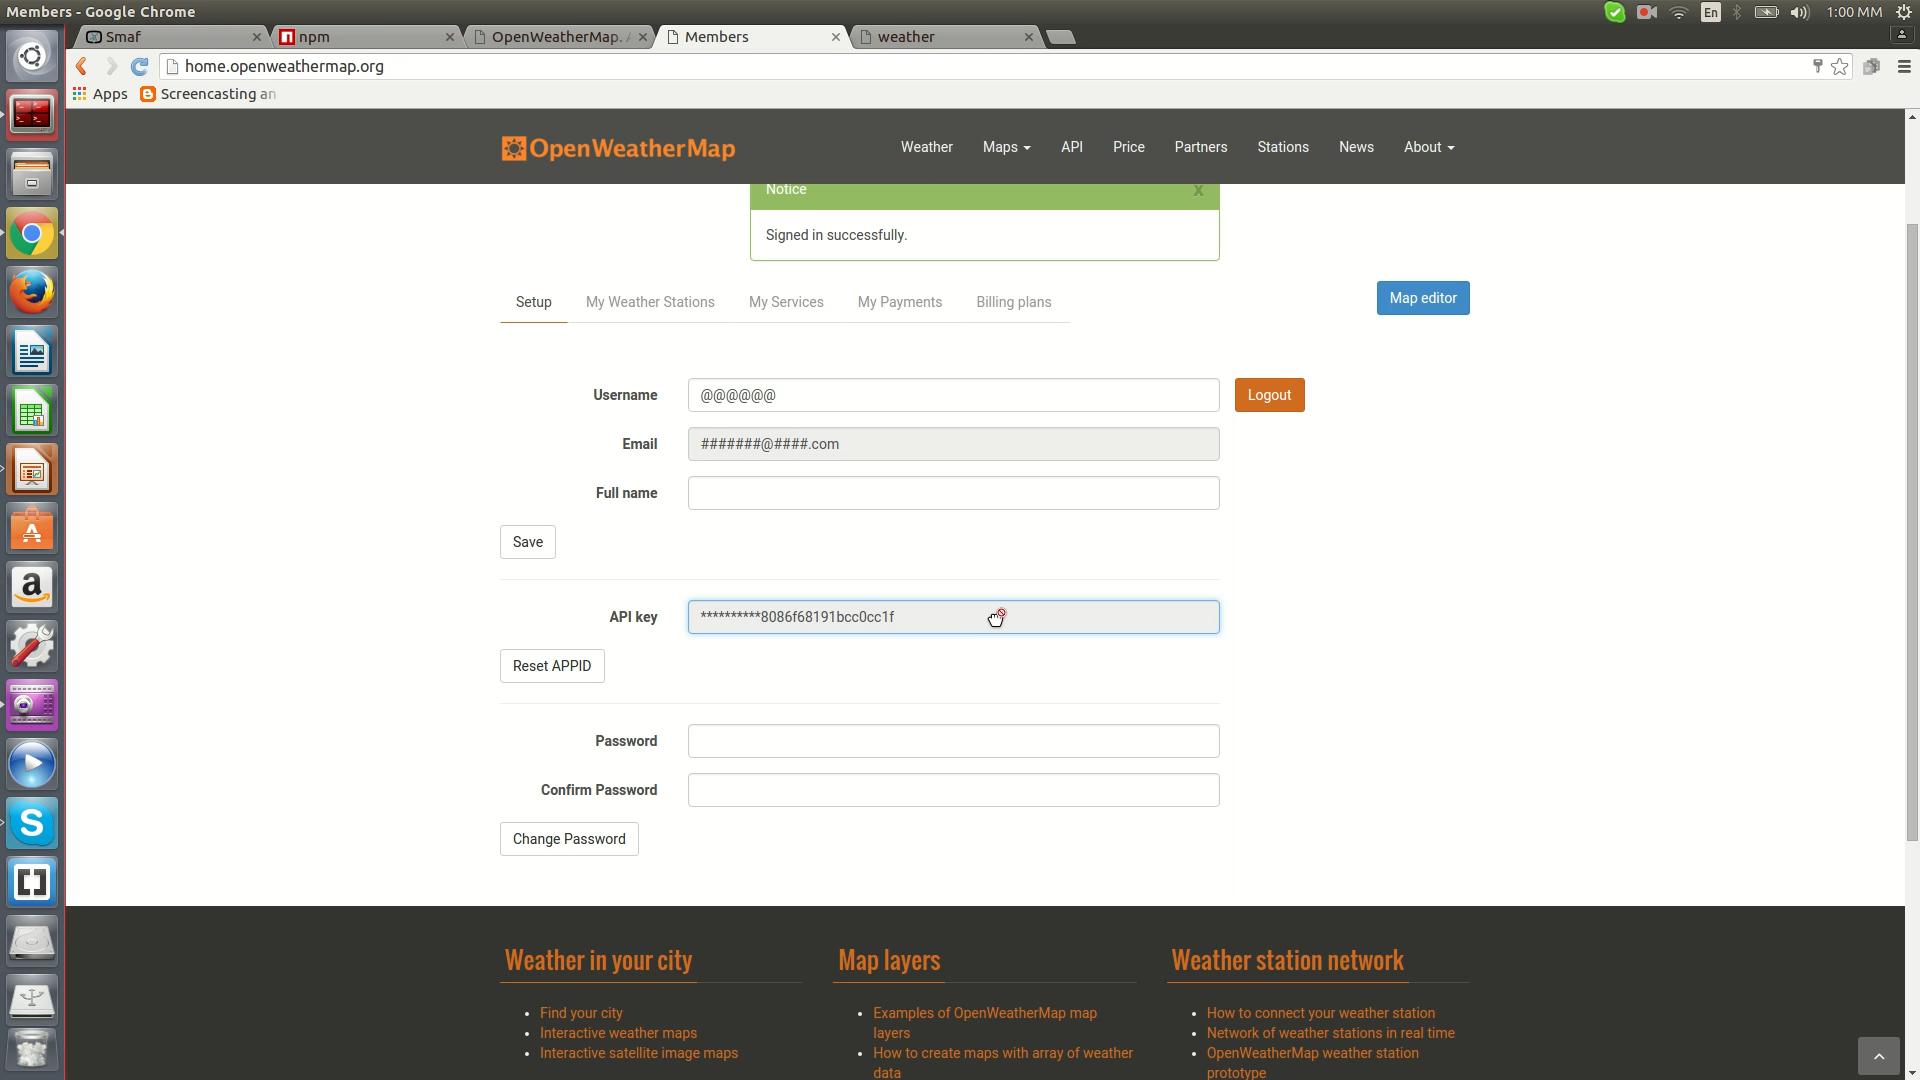 Members - Google Chrome
En
1:00 MM
Smaf
npm
OpenWeatherMap.
Members
weather
home.openweathermap.org
Apps
Screencasting an
OpenWeatherMap
Weather
Maps
API
Price
Partners
Stations
News
About
Notice
x
Signed in successfully.
Setup
My Weather Stations
My Services
My Payments
Billing plans
Map editor
Username
@@@@@@
Logout
Email
#######@####.com
Full name
Save
API key
**********8086f68191bcc0cc1f
Reset APPID
Password
Confirm Password
Change Password
Weather in your city
Find your city
Interactive weather maps
Interactive satellite image maps
Map layers
Examples of OpenWeatherMap map
layers
How to create maps with array of weather
data
Weather station network
How to connect your weather station
Network of weather stations in real time
OpenWeatherMap weather station
prototype